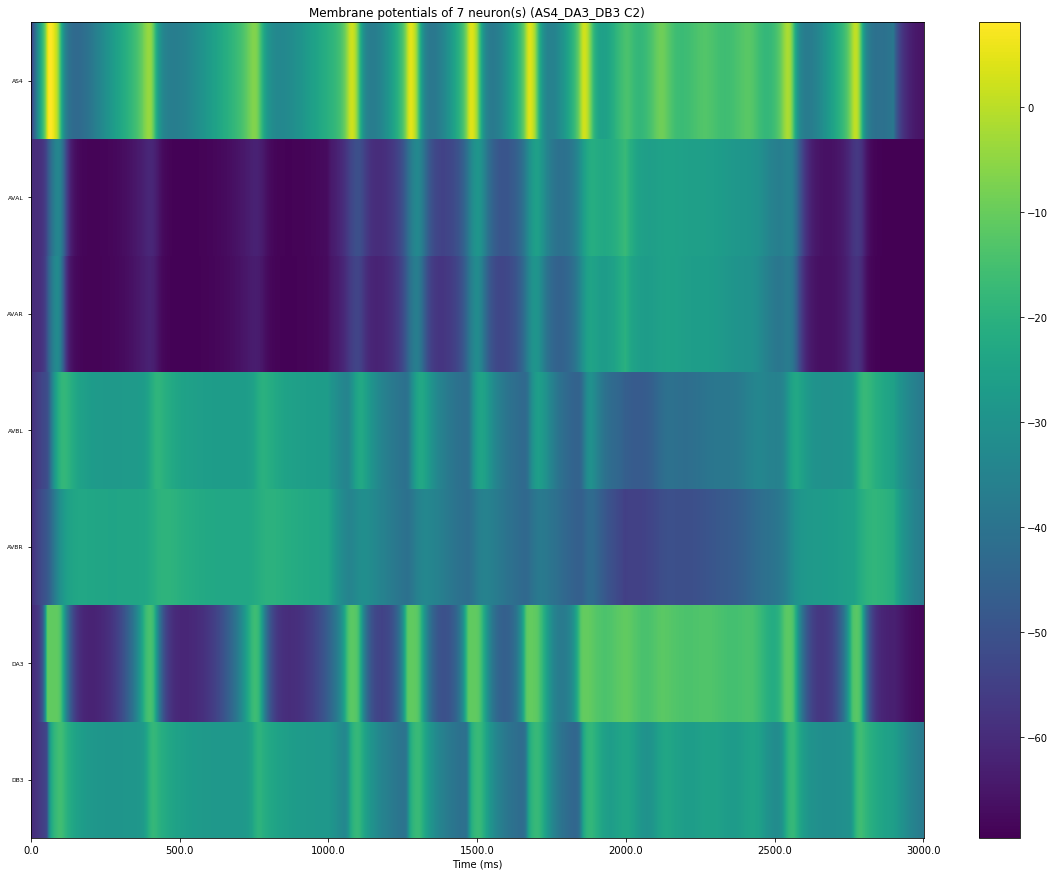 Membrane potentials of 7 neuron(s) (AS4_DA3_DB3 C2)
AS4
AVAL
AVAR
AVBL
AVBR
DA3
DB3
0.0 500.0 1000.0 1500.0 2000.0 2500.0 3000.0
Time (ms)
0
−10
−20
−30
−40
−50
−60